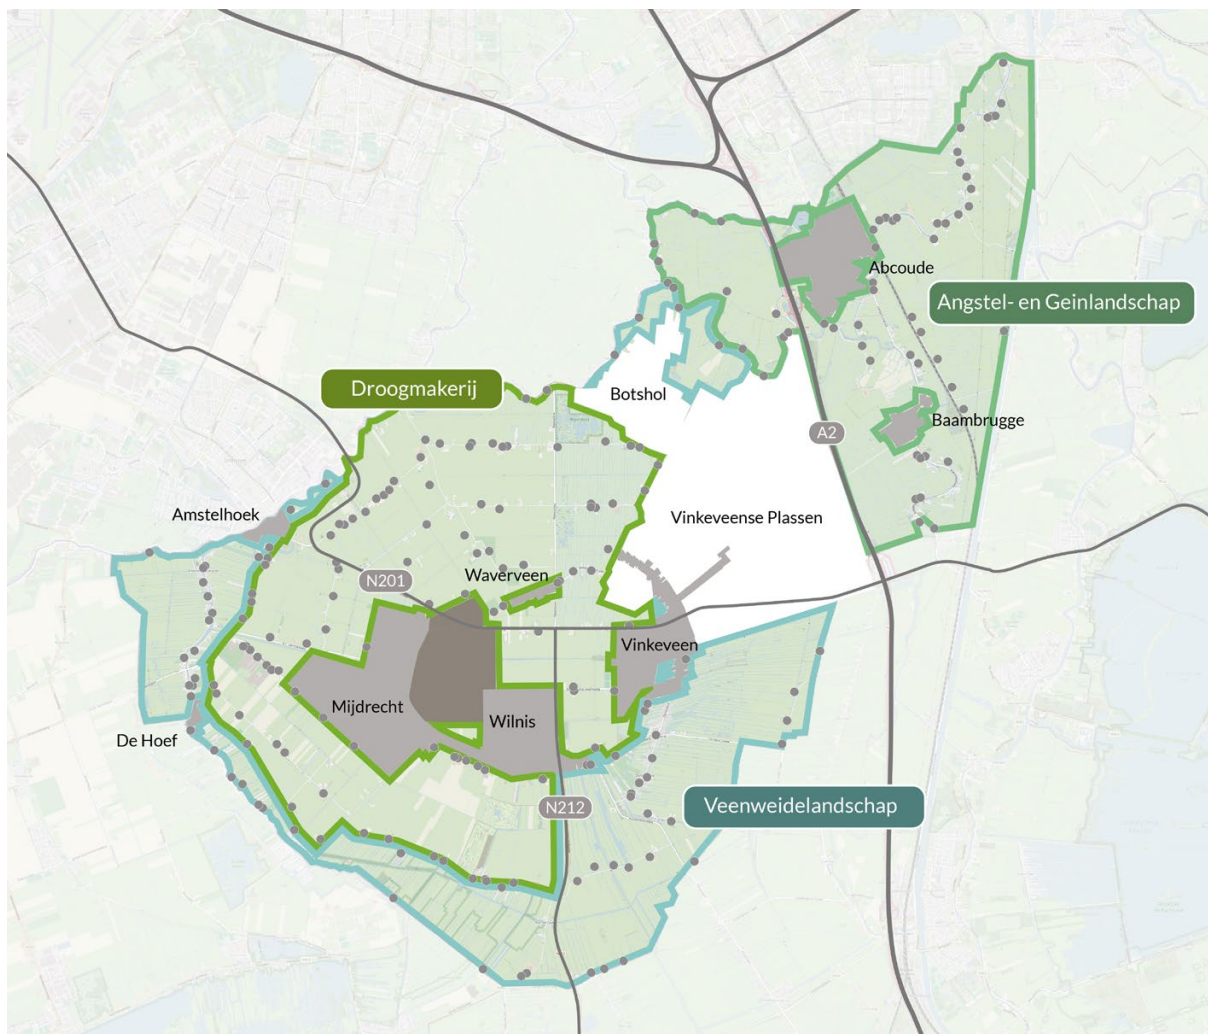 Abcoude
Angstel- en Geinlandschap
Droogmakerij
Botshol
Baambrugge
A2
Amstelhoek
Vinkeveense Plassen
Waverveen
N201
Vinkeveen
Mijdrecht
Wilnis
De Hoef
N212
Veenweidelandschap